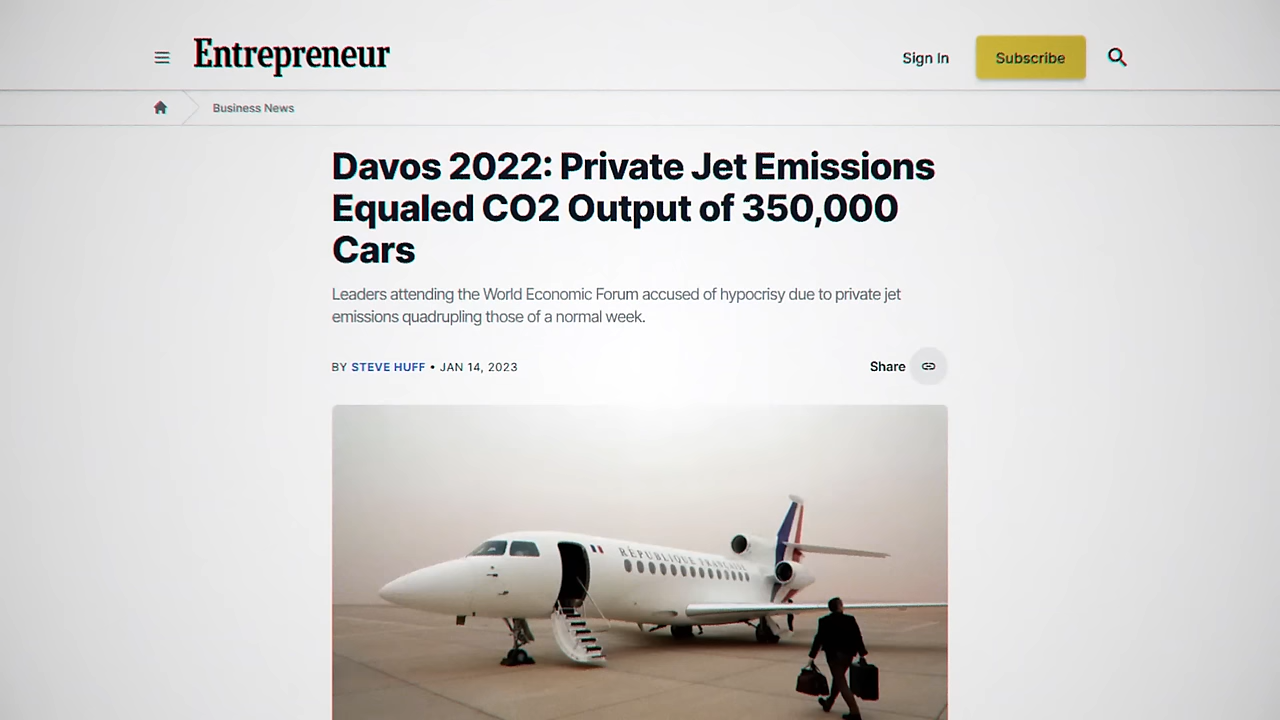 Entrepreneur
Sign In
Subscribe
Business News
Davos 2022: Private Jet Emissions
Equaled CO2 Output of 350,000
Cars
Leaders attending the World Economic Forum accused of hypocrisy due to private jet
emissions quadrupling those of a normal week.
BY STEVE HUFF • JAN 14, 2023
Share
RÉPUBLIQUE FRANÇAISE